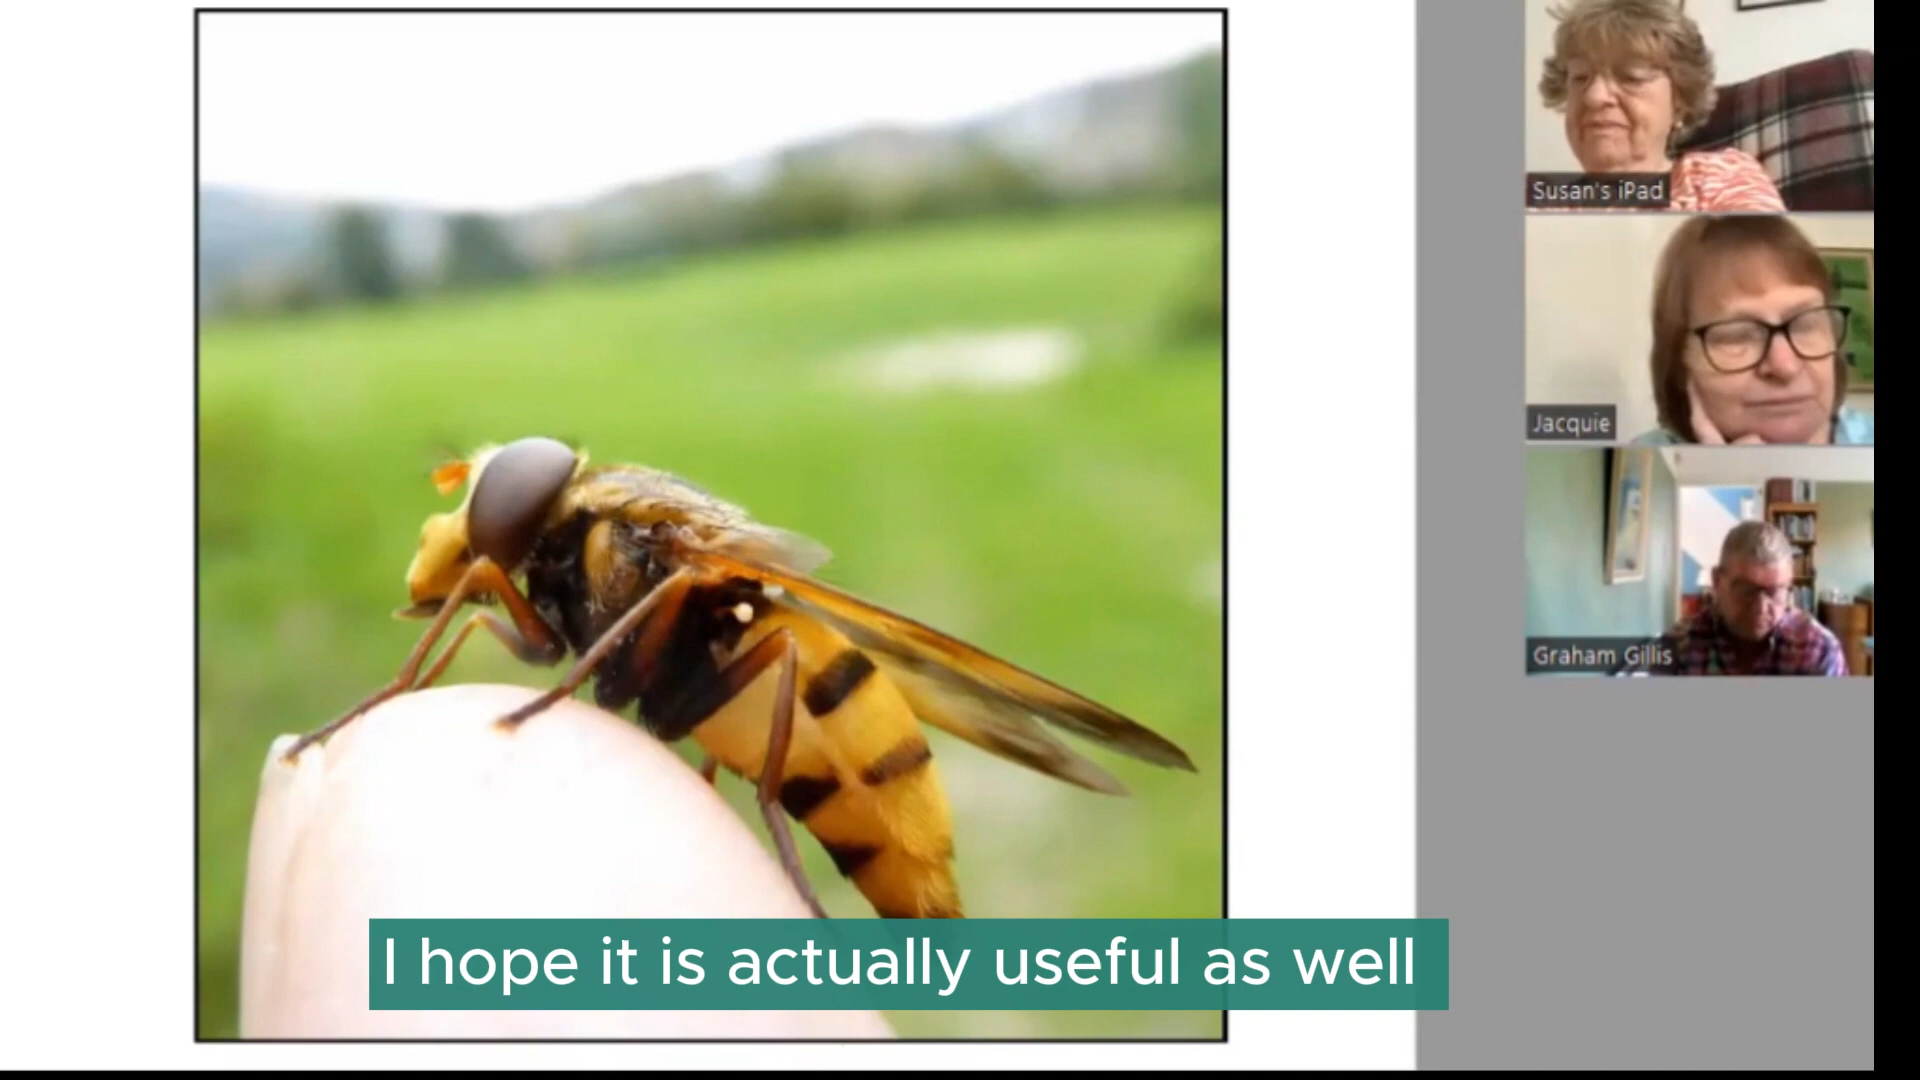 Susan's iPad
Jacquie
Graham Gillis
I hope it is actually useful as well